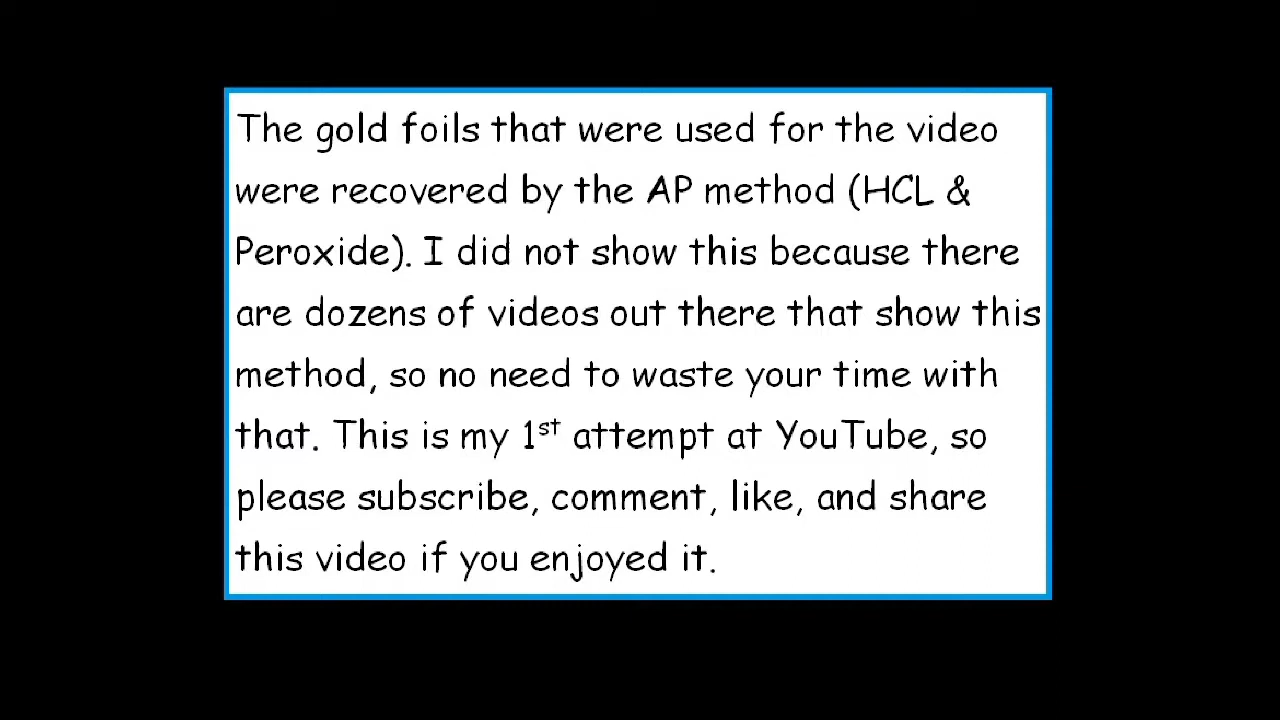 The gold foils that were used for the video
were recovered by the AP method (HCL &
Peroxide). I did not show this because there
are dozens of videos out there that show this
method, so no need to waste your time with
that. This is my 1st attempt at YouTube, so
please subscribe, comment, like, and share
this video if you enjoyed it.